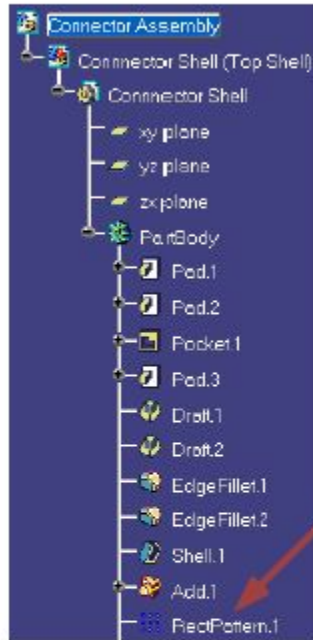 Connector Assembly
Connnector Shell (Top Shell)
Connnector Shell
xy plane
yz plane
zx plane
PartBody
Pad.1
Pad.2
Pocket.1
Pad.3
Draft.1
Draft.2
EdgeFillet.1
EdgeFillet.2
Shell.1
Add.1
RectPattern.1